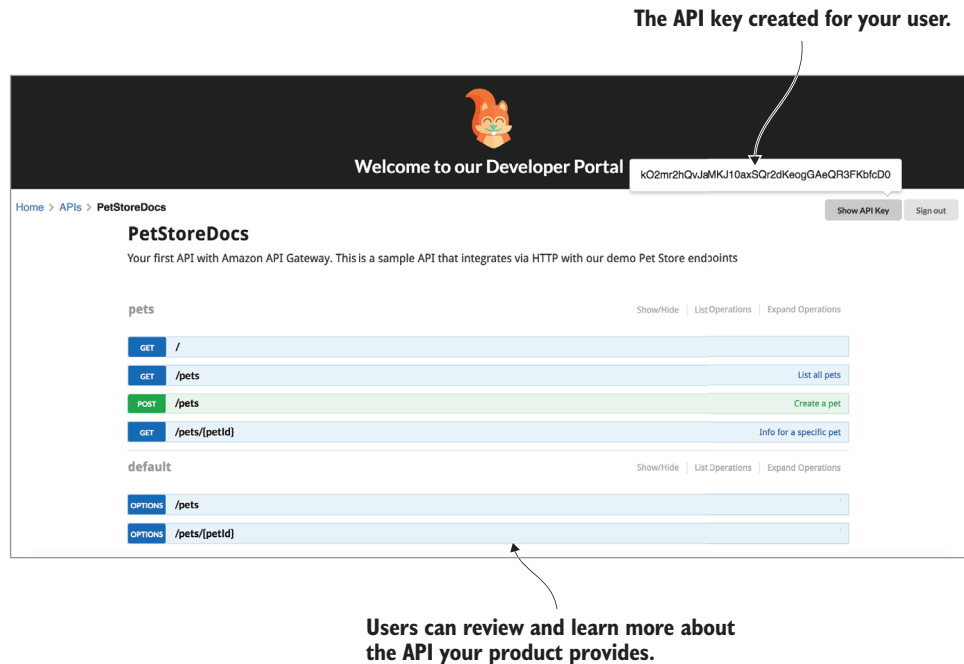 The API key created for your user.
Welcome to our Developer Portal
kO2mr2hQvJaMKJ10axSQr2dKeogGAeQR3FKbfcD0
Home > APIs > PetStoreDocs
Show API Key
Sign out
PetStoreDocs
Your first API with Amazon API Gateway. This is a sample API that integrates via HTTP with our demo Pet Store endpoints
pets
Show/Hide | List Operations | Expand Operations
GET /
GET /pets List all pets
POST /pets Create a pet
GET /pets/{petId} Info for a specific pet
default
Show/Hide | List Operations | Expand Operations
OPTIONS /pets
OPTIONS /pets/{petId}
Users can review and learn more about
the API your product provides.